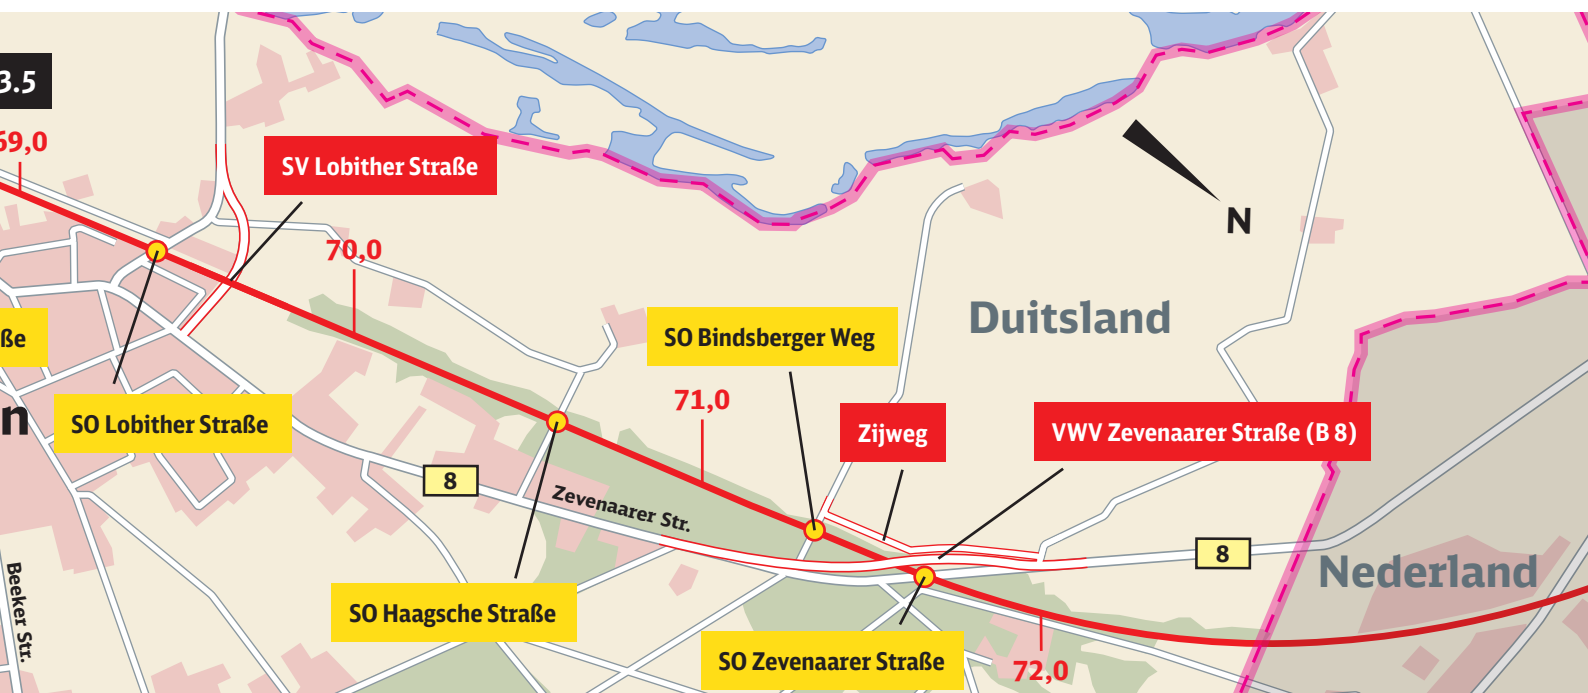 3.5
69,0
SV Lobither Straße
N
70,0
Duitsland
SO Bindsberger Weg
ße
71,0
n
SO Lobither Straße
Zijweg
VWV Zevenaarer Straße (B 8)
8
Zevenaarer Str.
8
Nederland
Beeker Str.
SO Haagsche Straße
SO Zevenaarer Straße
72,0